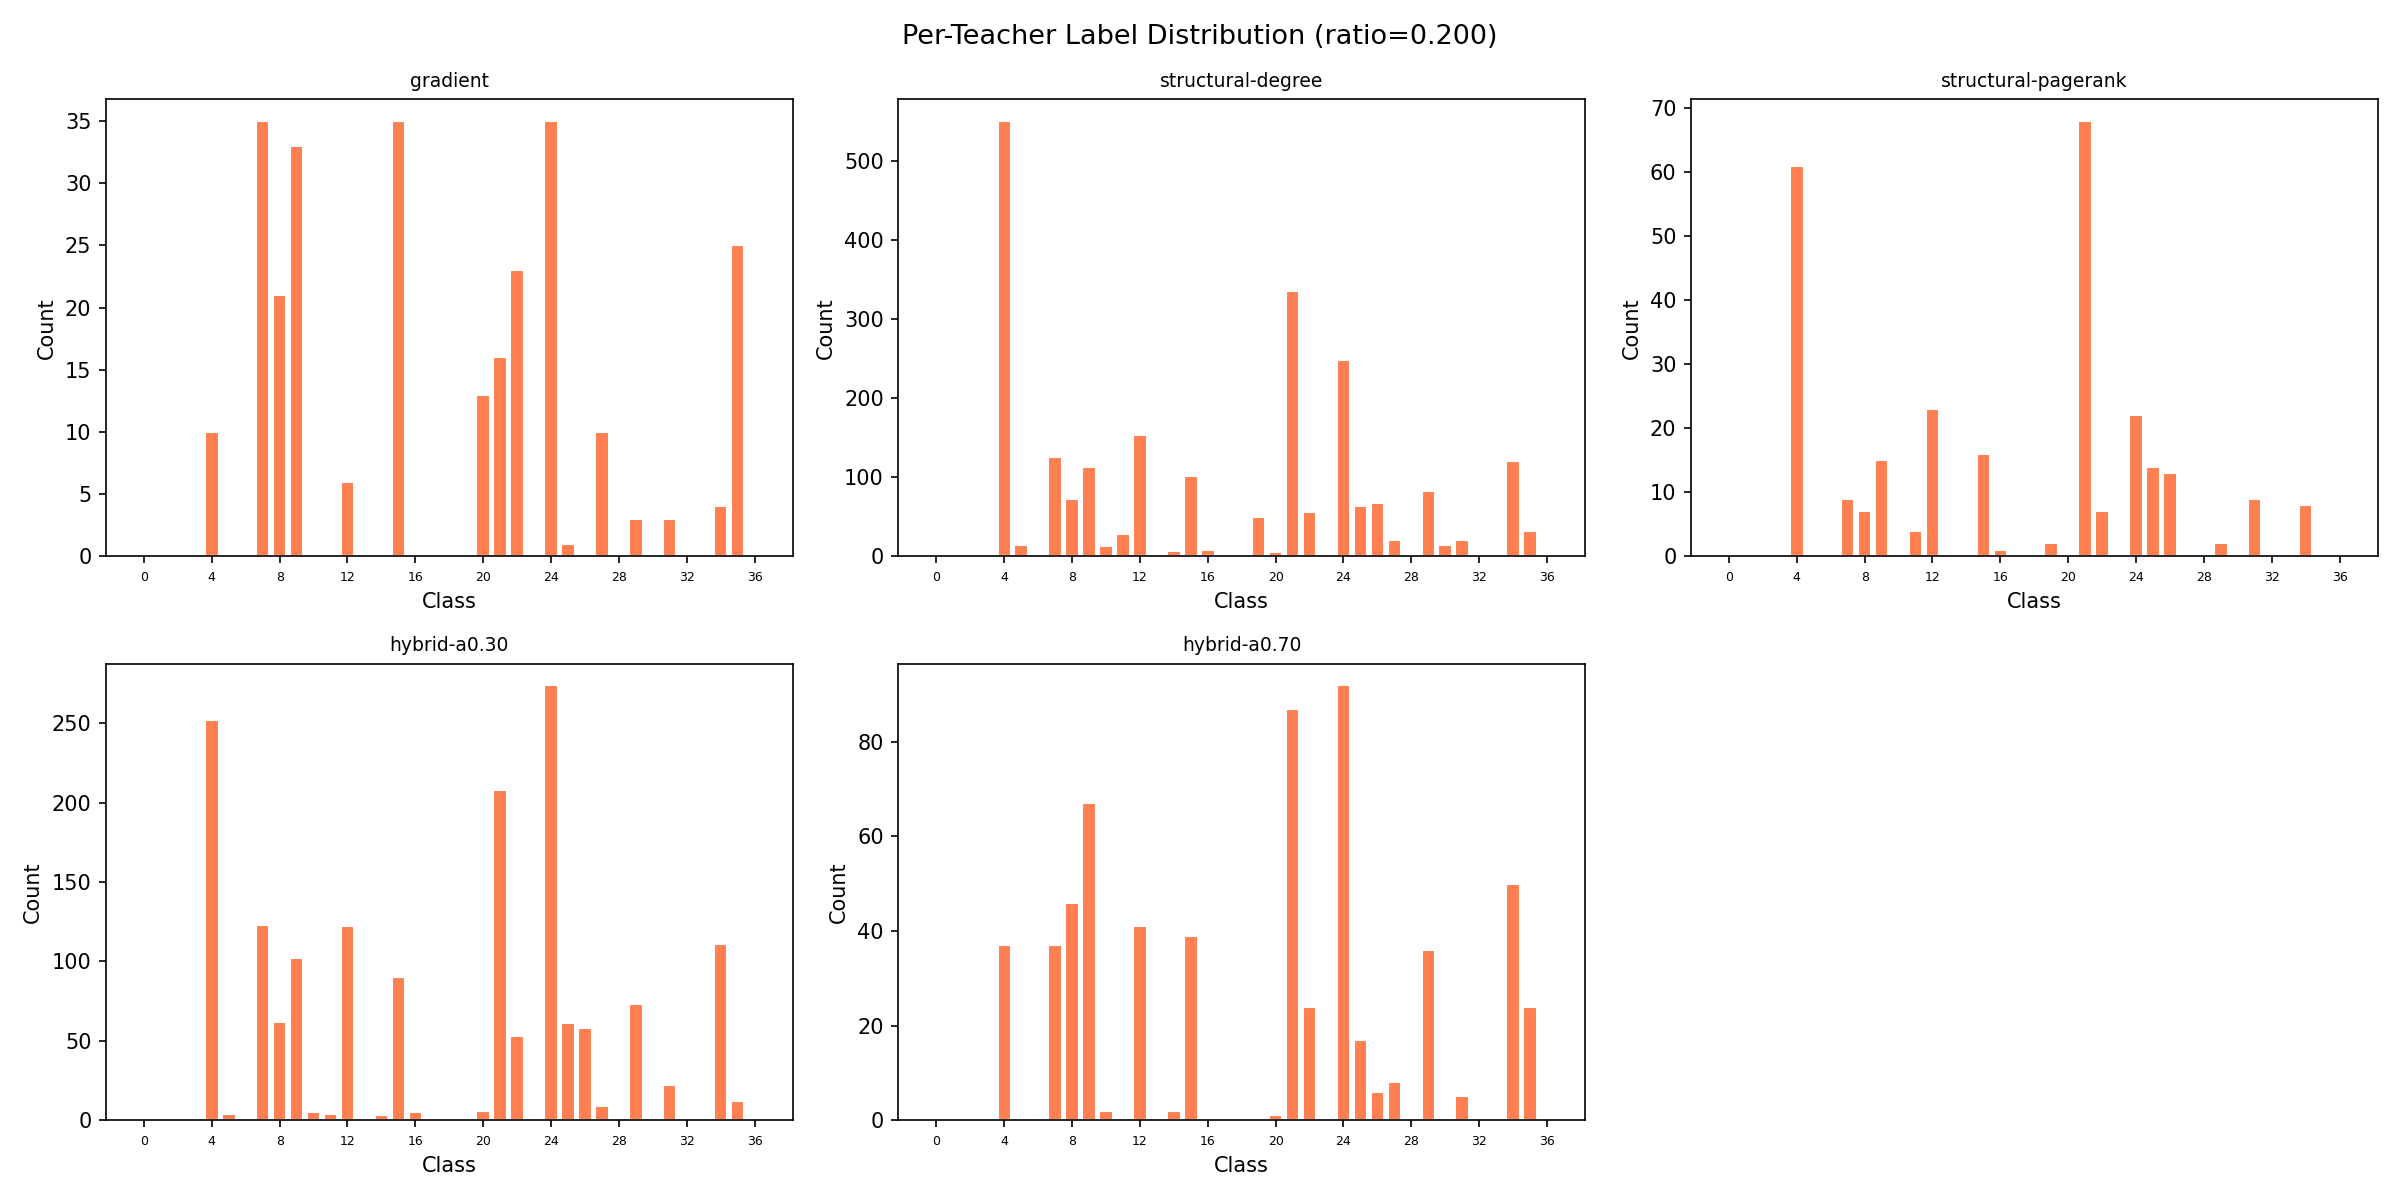 Per-Teacher Label Distribution (ratio=0.200)
gradient
Count
35
30
25
20
15
10
5
0
0 4 8 12 16 20 24 28 32 36
Class
structural-degree
Count
500
400
300
200
100
0
0 4 8 12 16 20 24 28 32 36
Class
structural-pagerank
Count
70
60
50
40
30
20
10
0
0 4 8 12 16 20 24 28 32 36
Class
hybrid-a0.30
Count
250
200
150
100
50
0
0 4 8 12 16 20 24 28 32 36
Class
hybrid-a0.70
Count
80
60
40
20
0
0 4 8 12 16 20 24 28 32 36
Class